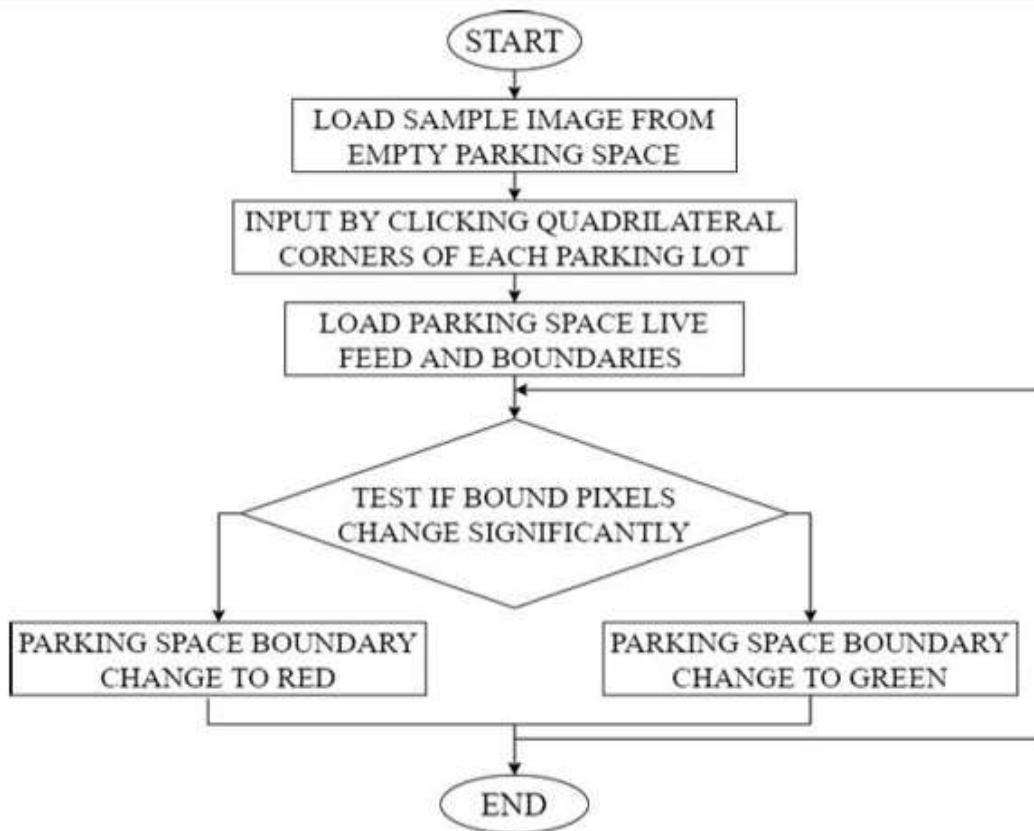 START
LOAD SAMPLE IMAGE FROM
EMPTY PARKING SPACE
INPUT BY CLICKING QUADRILATERAL
CORNERS OF EACH PARKING LOT
LOAD PARKING SPACE LIVE
FEED AND BOUNDARIES
TEST IF BOUND PIXELS
CHANGE SIGNIFICANTLY
PARKING SPACE BOUNDARY
CHANGE TO RED
PARKING SPACE BOUNDARY
CHANGE TO GREEN
END